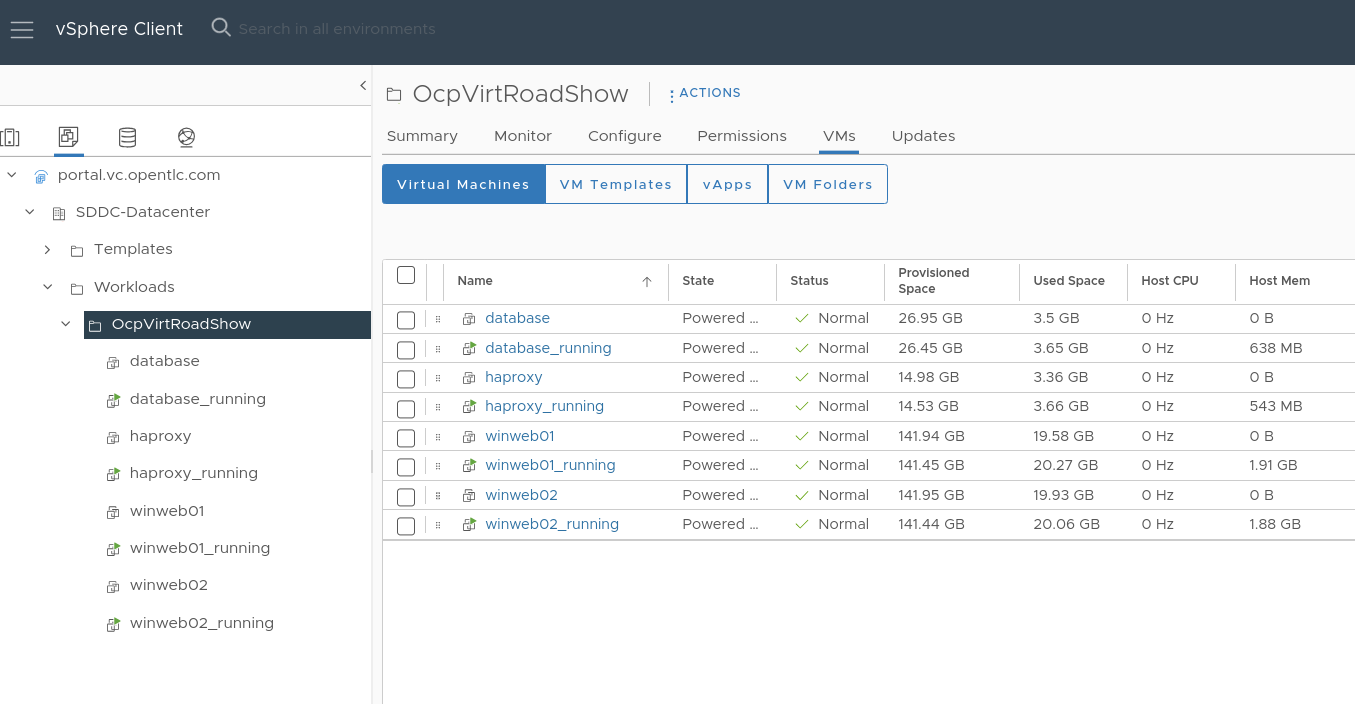 vSphere Client
Search in all environments
portal.vc.opentlc.com
SDDC-Datacenter
Templates
Workloads
OcpVirtRoadShow
database
database_running
haproxy
haproxy_running
winweb01
winweb01_running
winweb02
winweb02_running
OcpVirtRoadShow
ACTIONS
Summary Monitor Configure Permissions VMs Updates
Virtual Machines VM Templates vApps VM Folders
Name State Status Provisioned Space Used Space Host CPU Host Mem
database Powered ... Normal 26.95 GB 3.5 GB 0 Hz 0 B
database_running Powered ... Normal 26.45 GB 3.65 GB 0 Hz 638 MB
haproxy Powered ... Normal 14.98 GB 3.36 GB 0 Hz 0 B
haproxy_running Powered ... Normal 14.53 GB 3.66 GB 0 Hz 543 MB
winweb01 Powered ... Normal 141.94 GB 19.58 GB 0 Hz 0 B
winweb01_running Powered ... Normal 141.45 GB 20.27 GB 0 Hz 1.91 GB
winweb02 Powered ... Normal 141.95 GB 19.93 GB 0 Hz 0 B
winweb02_running Powered ... Normal 141.44 GB 20.06 GB 0 Hz 1.88 GB